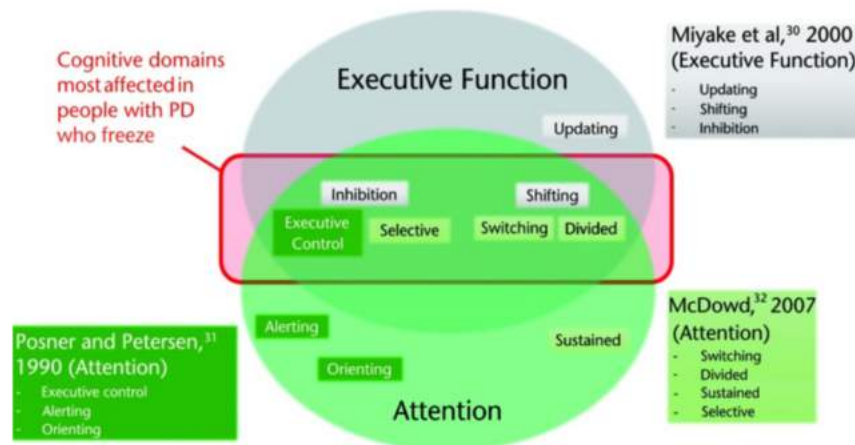 Cognitive domains
most affected in
people with PD
who freeze
Executive Function
Updating
Miyake et al,30 2000
(Executive Function)
- Updating
- Shifting
- Inhibition
Inhibition
Shifting
Executive
Control
Selective
Switching
Divided
Alerting
Orienting
Sustained
Attention
Posner and Petersen,31
1990 (Attention)
- Executive control
- Alerting
- Orienting
McDowd,32 2007
(Attention)
- Switching
- Divided
- Sustained
- Selective